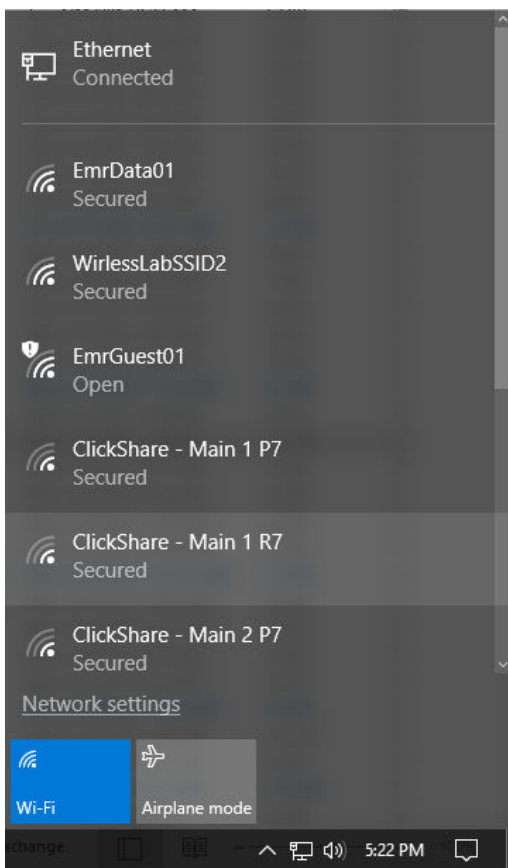 Ethernet
Connected
EmrData01
Secured
WirlessLabSSID2
Secured
EmrGuest01
Open
ClickShare - Main 1 P7
Secured
ClickShare - Main 1 R7
Secured
ClickShare - Main 2 P7
Secured
Network settings
Wi-Fi
Airplane mode
xchange.
5:22 PM